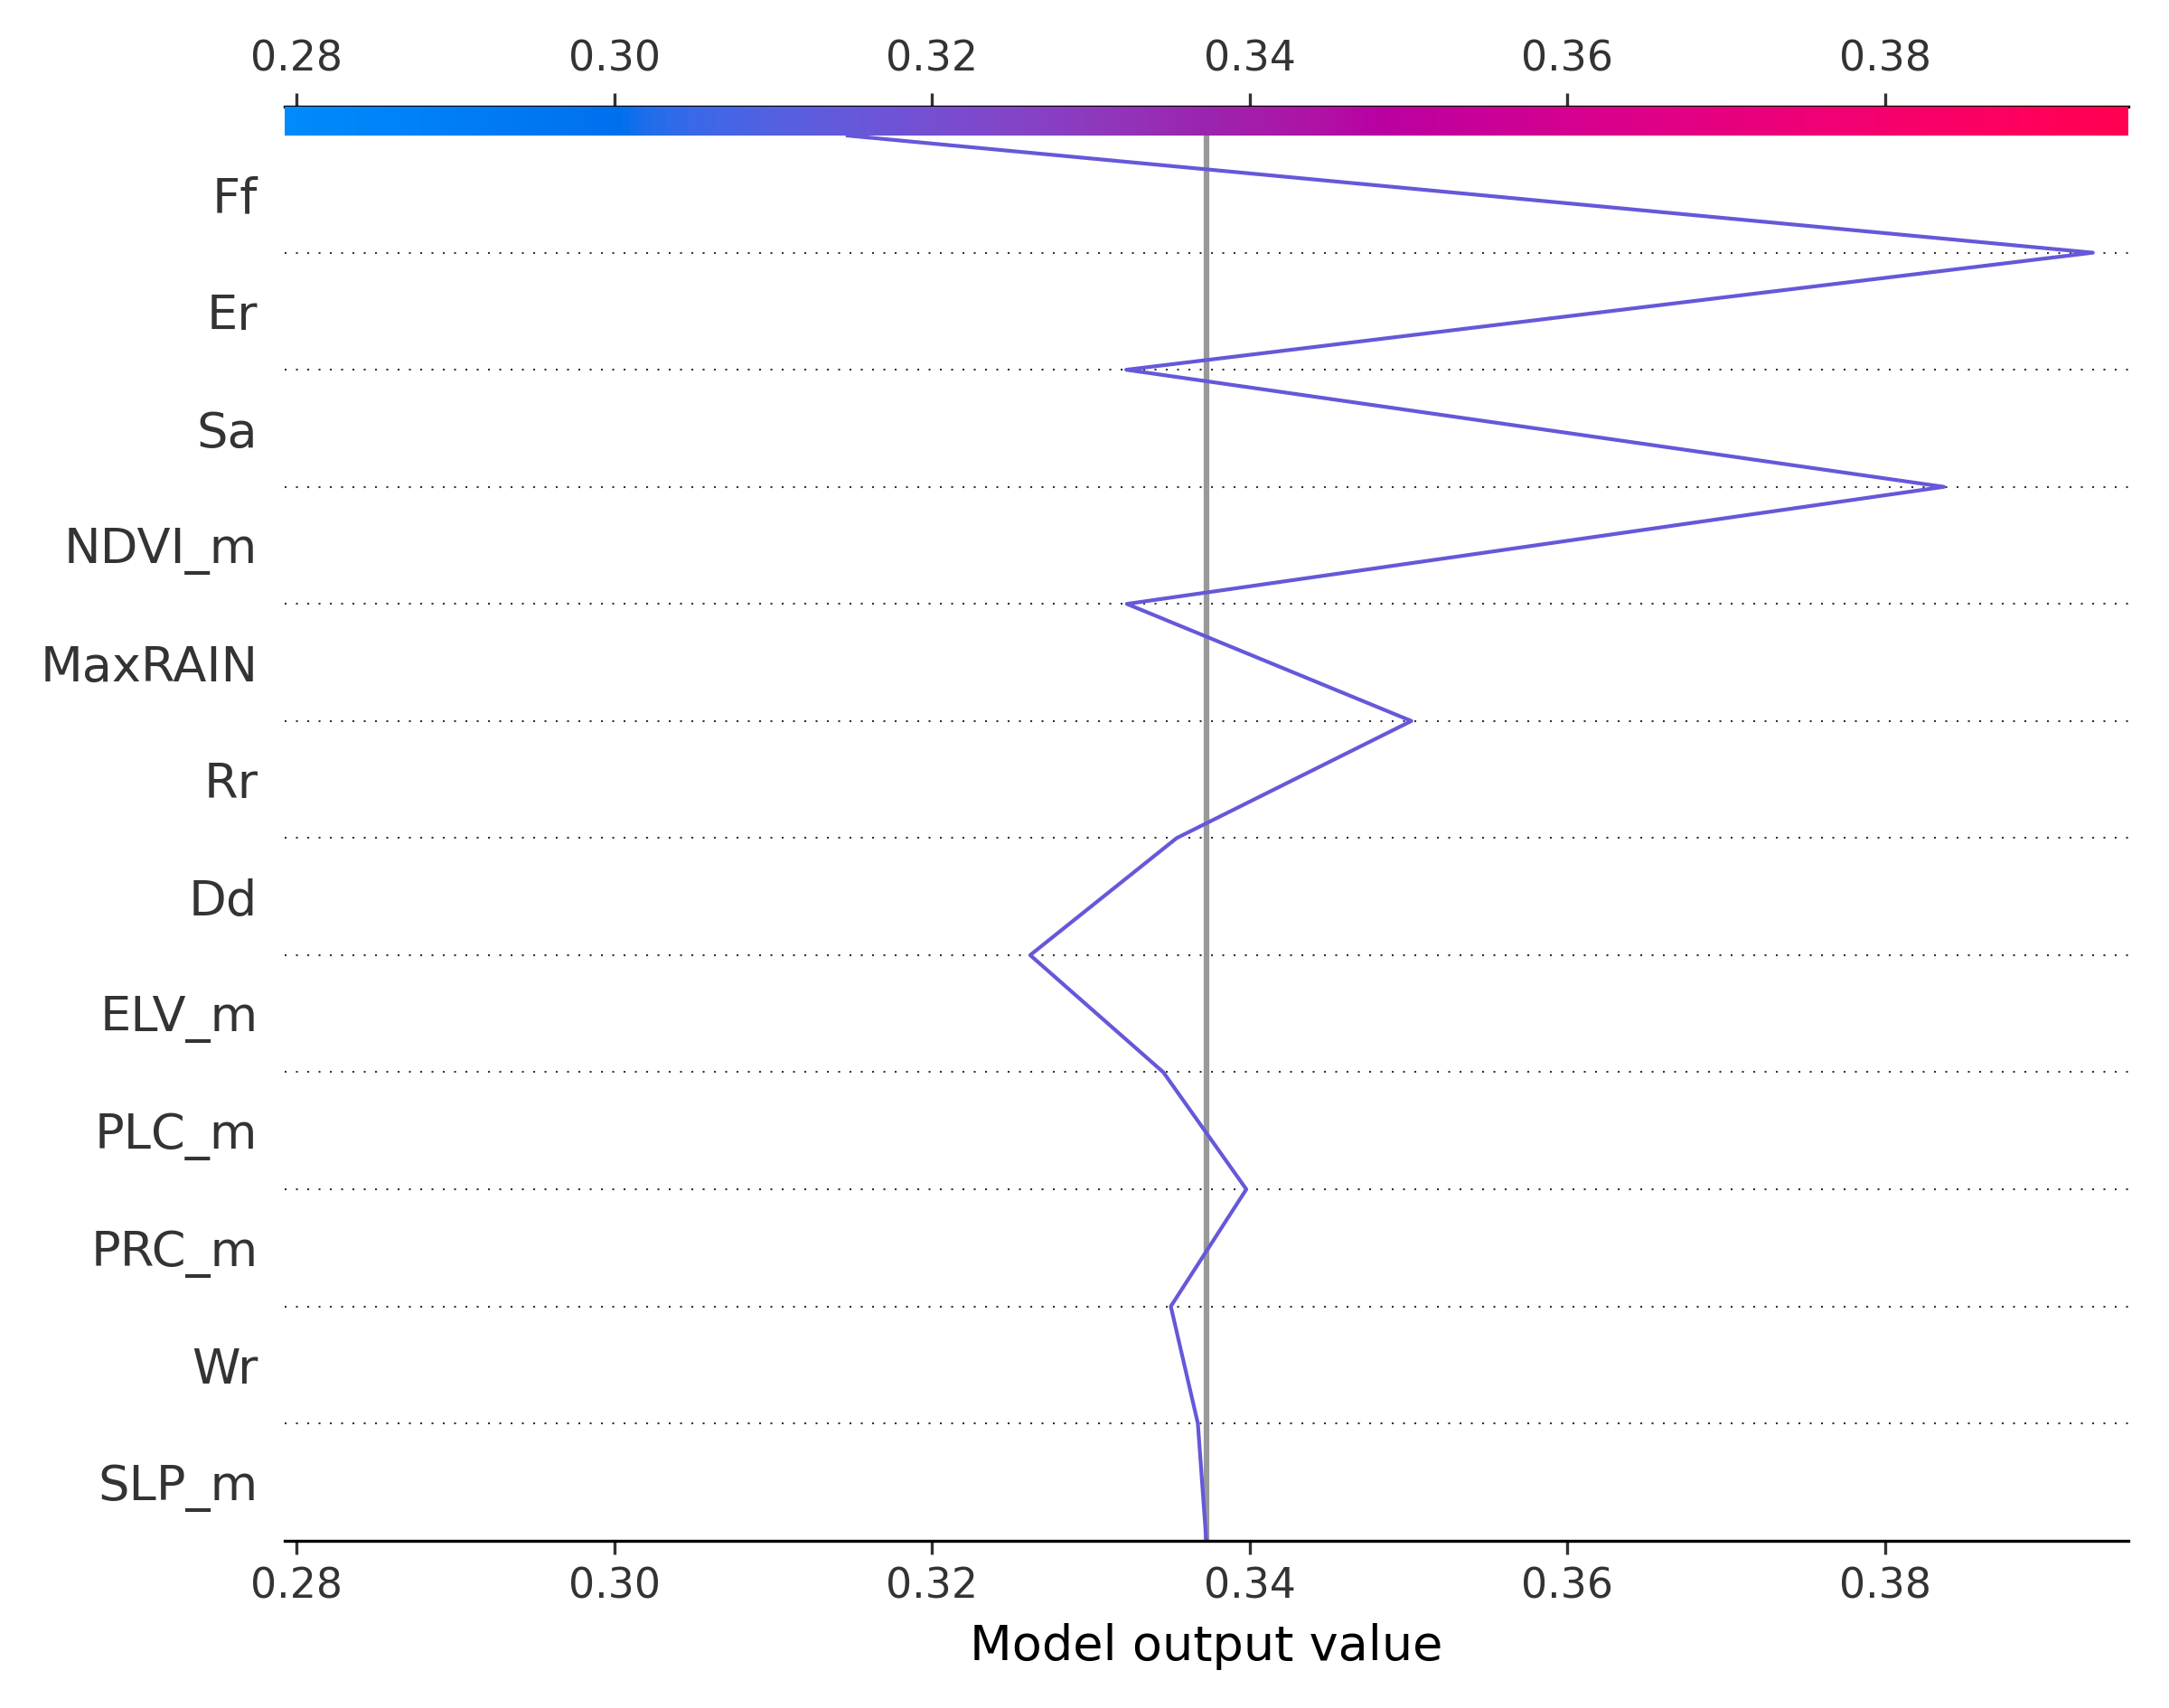 0.28 0.30 0.32 0.34 0.36 0.38
Ff
Er
Sa
NDVI_m
MaxRAIN
Rr
Dd
ELV_m
PLC_m
PRC_m
Wr
SLP_m
0.28 0.30 0.32 0.34 0.36 0.38
Model output value